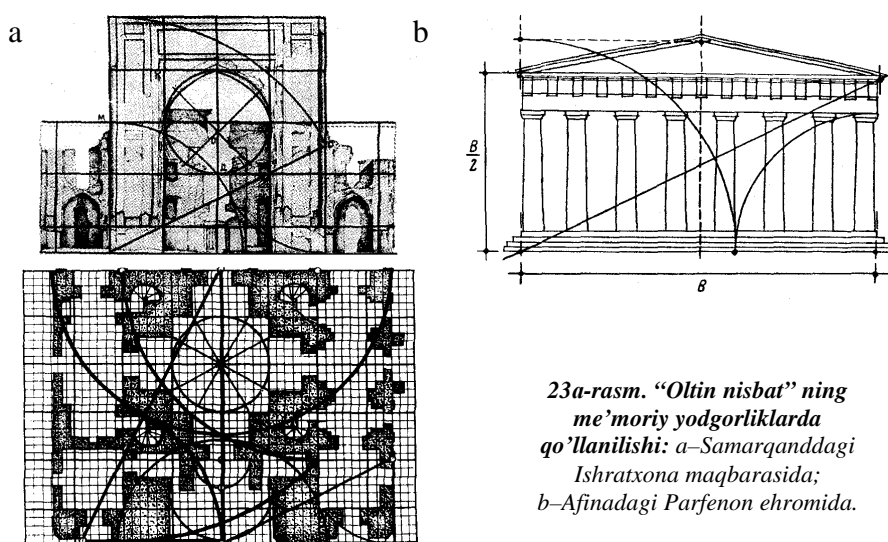 a
b
M
B
2
B
23a-rasm. “Oltin nisbat” ning
me’moriy yodgorliklarda
qo’llanilishi: a–Samarqanddagi
Ishratxona maqbarasida;
b–Afinadagi Parfenon ehromida.